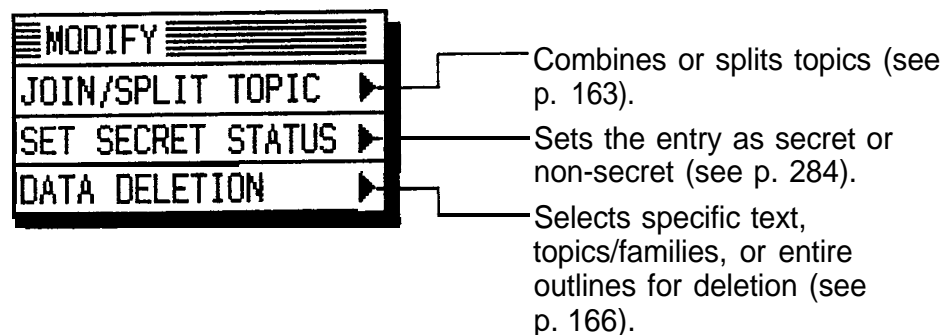 MODIFY
JOIN/SPLIT TOPIC
SET SECRET STATUS
DATA DELETION
Combines or splits topics (see
p. 163).
Sets the entry as secret or
non-secret (see p. 284).
Selects specific text,
topics/families, or entire
outlines for deletion (see
p. 166).